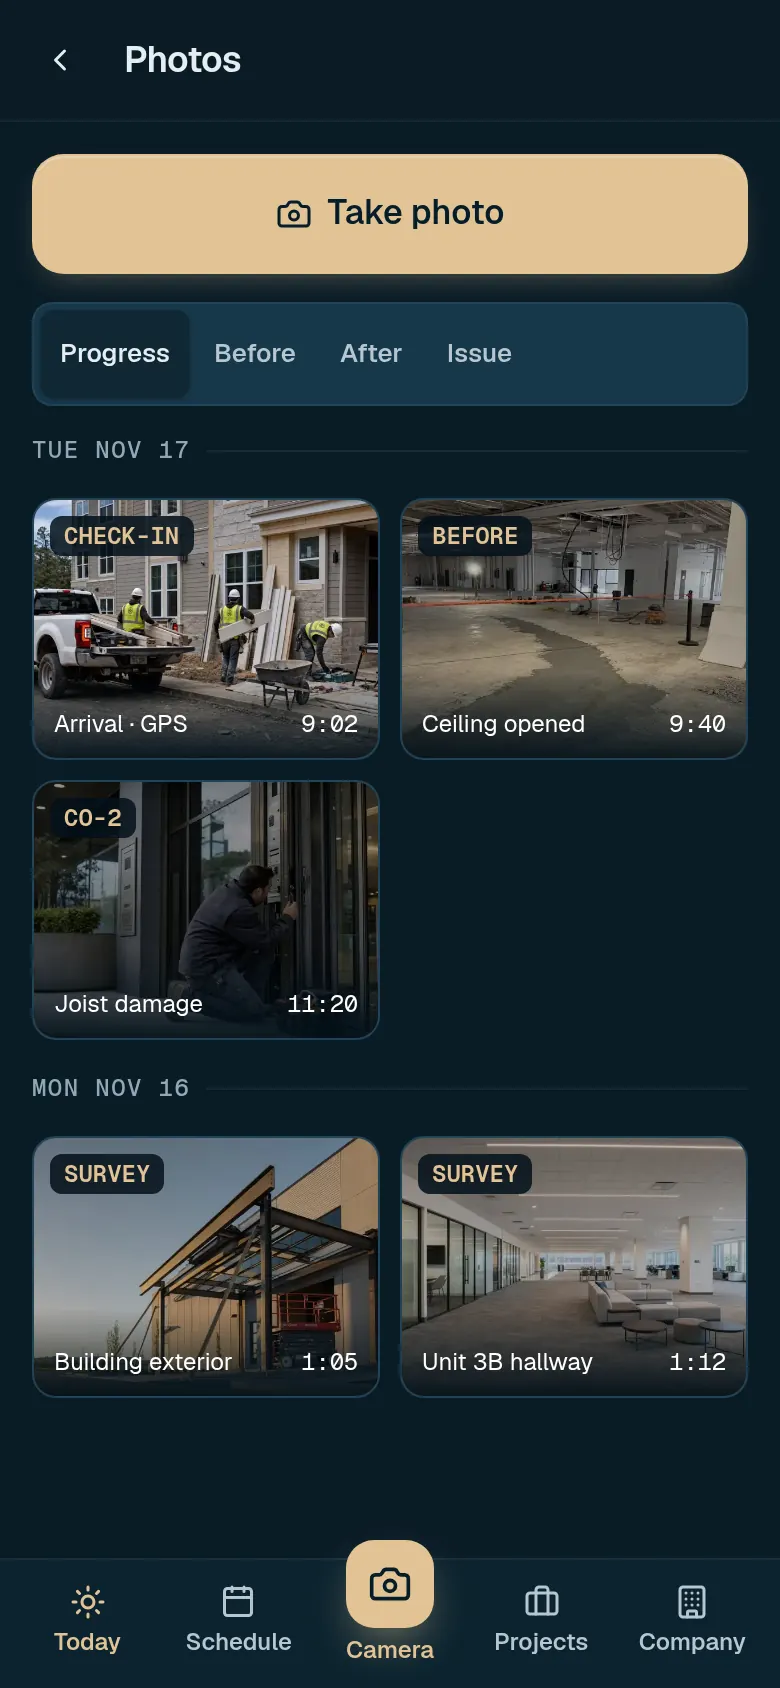 Photos
Take photo
Progress Before After Issue
TUE NOV 17
CHECK-IN
Arrival · GPS 9:02
BEFORE
Ceiling opened 9:40
CO-2
Joist damage 11:20
MON NOV 16
SURVEY
Building exterior 1:05
SURVEY
Unit 3B hallway 1:12
Today Schedule Camera Projects Company